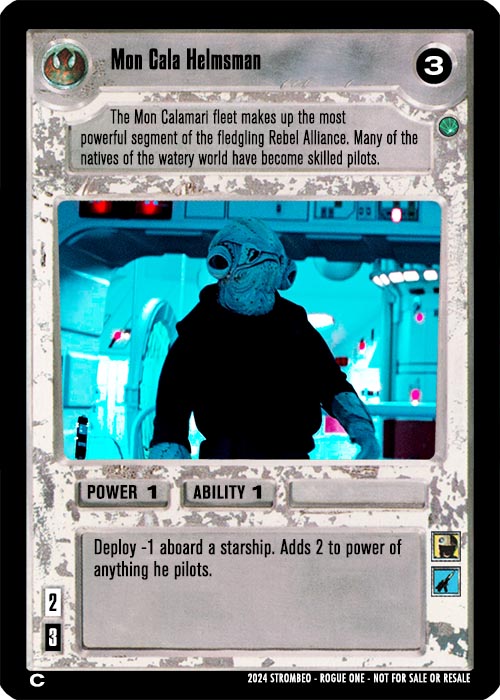 Mon Cala Helmsman
3
The Mon Calamari fleet makes up the most
powerful segment of the fledgling Rebel Alliance. Many of the
natives of the watery world have become skilled pilots.
POWER 1
ABILITY 1
Deploy -1 aboard a starship. Adds 2 to power of
anything he pilots.
2
3
C
2024 STROMBEO - ROGUE ONE - NOT FOR SALE OR RESALE